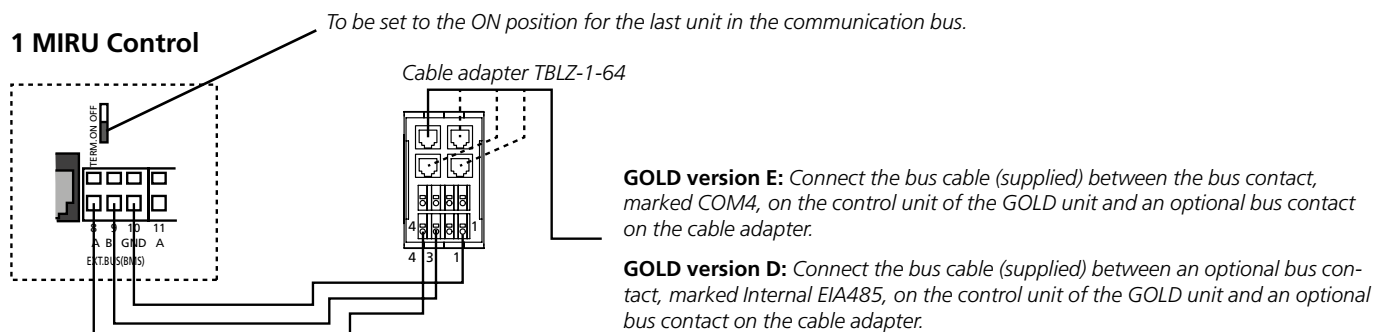 To be set to the ON position for the last unit in the communication bus.
1 MIRU Control
Cable adapter TBLZ-1-64
TERM.ON OFF
GOLD version E: Connect the bus cable (supplied) between the bus contact,
marked COM4, on the control unit of the GOLD unit and an optional bus contact
on the cable adapter.
8 9 10 11
A B GND A
EXT.BUS(BMS)
4 1
4 3 1
GOLD version D: Connect the bus cable (supplied) between an optional bus con-
tact, marked Internal EIA485, on the control unit of the GOLD unit and an optional
bus contact on the cable adapter.